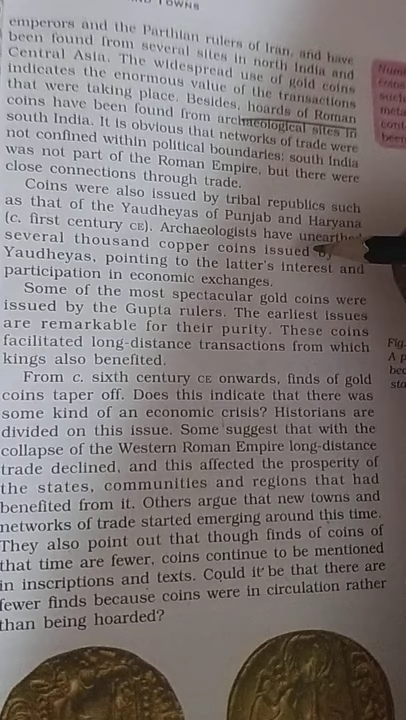 TOWNS
emperors and the Parthian rulers of Iran, and have
been found from several sites in north India and
Central Asia. The widespread use of gold coins
indicates the enormous value of the transactions
that were taking place. Besides, hoards of Roman
coins have been found from archaeological sites in
south India. It is obvious that networks of trade were
not confined within political boundaries: south India
was not part of the Roman Empire, but there were
close connections through trade.
Coins were also issued by tribal republics such
as that of the Yaudheyas of Punjab and Haryana
(c. first century CE). Archaeologists have unearthed
several thousand copper coins issued by
Yaudheyas, pointing to the latter's interest and
participation in economic exchanges.
Some of the most spectacular gold coins were
issued by the Gupta rulers. The earliest issues
are remarkable for their purity. These coins
facilitated long-distance transactions from which
kings also benefited.
From c. sixth century CE onwards, finds of gold
coins taper off. Does this indicate that there was
some kind of an economic crisis? Historians are
divided on this issue. Some suggest that with the
collapse of the Western Roman Empire long-distance
trade declined, and this affected the prosperity of
the states, communities and regions that had
benefited from it. Others argue that new towns and
networks of trade started emerging around this time.
They also point out that though finds of coins of
that time are fewer, coins continue to be mentioned
in inscriptions and texts. Could it be that there are
fewer finds because coins were in circulation rather
than being hoarded?
Fig.
A p
bec
sta